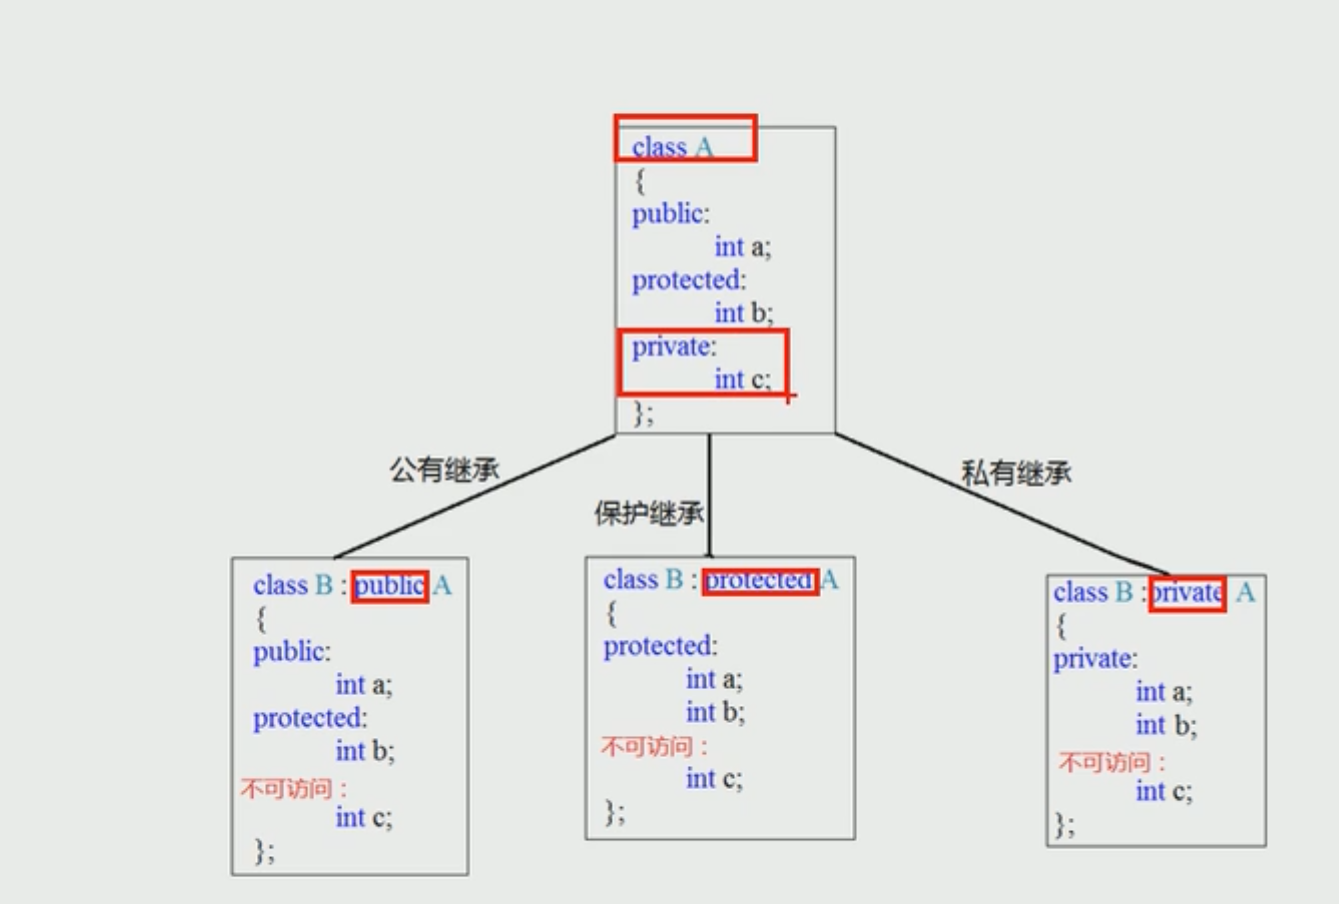 class A
{
public:
int a;
protected:
int b;
private:
int c;
};
公有继承
保护继承
私有继承
class B : public A
{
public:
int a;
protected:
int b;
不可访问：
int c;
};
class B : protected A
{
protected:
int a;
int b;
不可访问：
int c;
};
class B : private A
{
private:
int a;
int b;
不可访问：
int c;
};